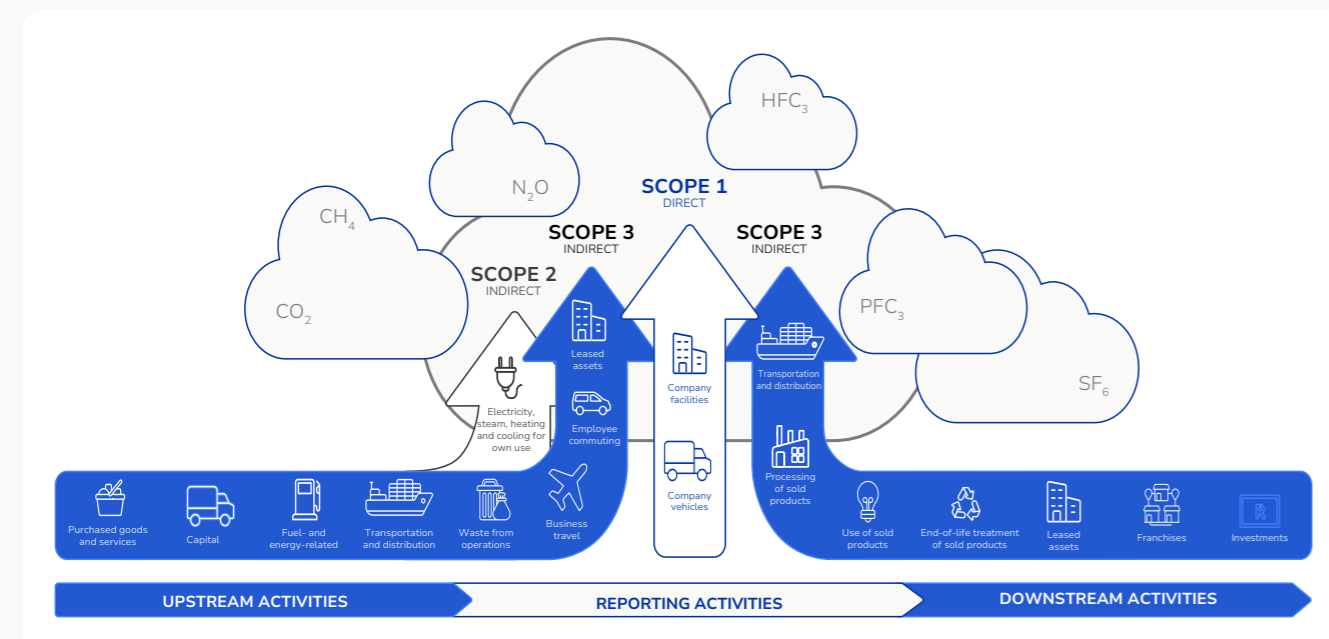 HFC3
N2O
SCOPE 1
DIRECT
CH4
SCOPE 3
INDIRECT
SCOPE 3
INDIRECT
SCOPE 2
INDIRECT
CO2
PFC3
SF6
Leased
assets
Transportation
and distribution
Company
facilities
Electricity,
steam, heating
and cooling for
own use
Employee
commuting
Processing
of sold
products
Company
vehicles
Purchased goods
and services
Capital
Fuel- and
energy-related
Transportation
and distribution
Waste from
operations
Business
travel
Use of sold
products
End-of-life treatment
of sold products
Leased
assets
Franchises
R
Investments
UPSTREAM ACTIVITIES
REPORTING ACTIVITIES
DOWNSTREAM ACTIVITIES